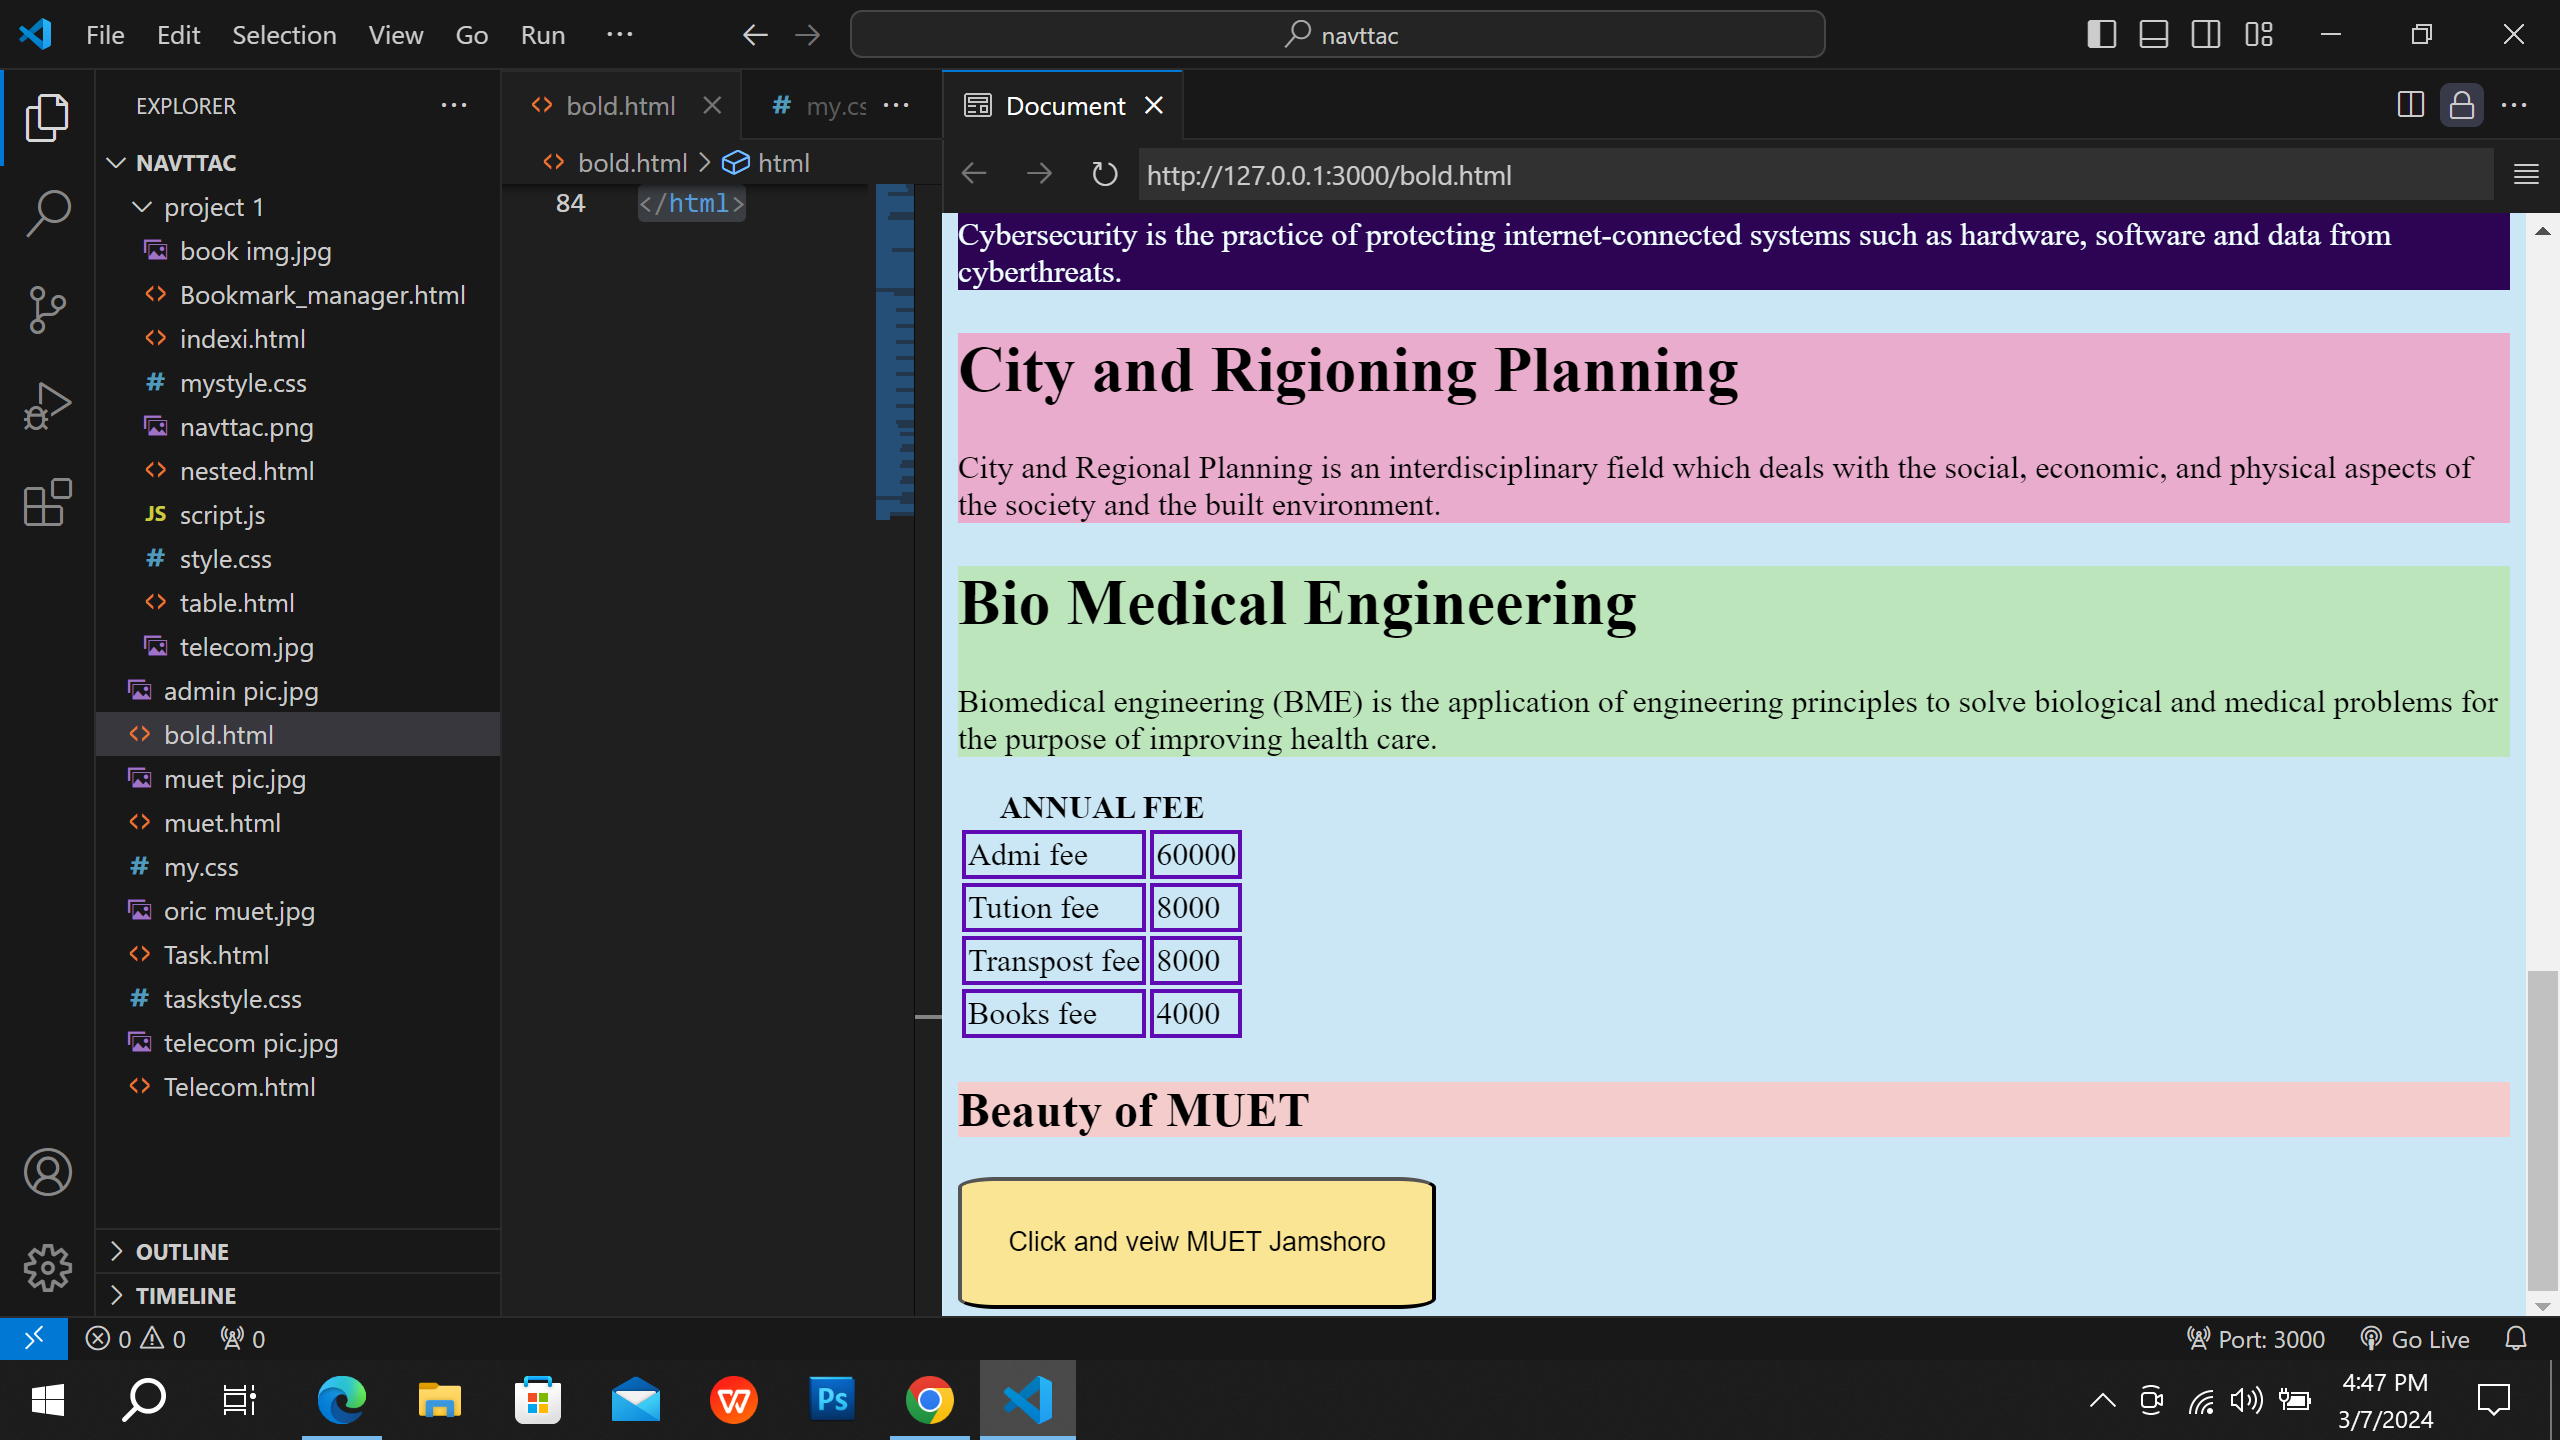 File Edit Selection View Go Run ···
navttac
EXPLORER
NAVTTAC
project 1
book img.jpg
Bookmark_manager.html
indexi.html
# mystyle.css
navttac.png
nested.html
JS script.js
# style.css
table.html
telecom.jpg
admin pic.jpg
bold.html
muet pic.jpg
muet.html
# my.css
oric muet.jpg
Task.html
# taskstyle.css
telecom pic.jpg
Telecom.html
OUTLINE
TIMELINE
bold.html
# my.cs
bold.html > html
84 </html>
Document
http://127.0.0.1:3000/bold.html
Cybersecurity is the practice of protecting internet-connected systems such as hardware, software and data from
cyberthreats.
City and Rigioning Planning
City and Regional Planning is an interdisciplinary field which deals with the social, economic, and physical aspects of
the society and the built environment.
Bio Medical Engineering
Biomedical engineering (BME) is the application of engineering principles to solve biological and medical problems for
the purpose of improving health care.
ANNUAL FEE
Admi fee 60000
Tution fee 8000
Transpost fee 8000
Books fee 4000
Beauty of MUET
Click and veiw MUET Jamshoro
0 0 0
Port: 3000 Go Live
Ps
4:47 PM
3/7/2024